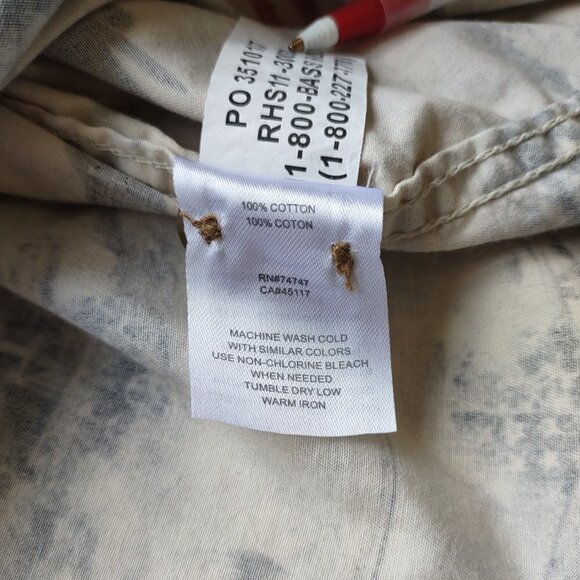 PO 351017
RHS11-3
1-800-BASS
(1-800-227-
100% COTTON
100% COTON
RN#74747
CA#45117
MACHINE WASH COLD
WITH SIMILAR COLORS
USE NON-CHLORINE BLEACH
WHEN NEEDED
TUMBLE DRY LOW
WARM IRON